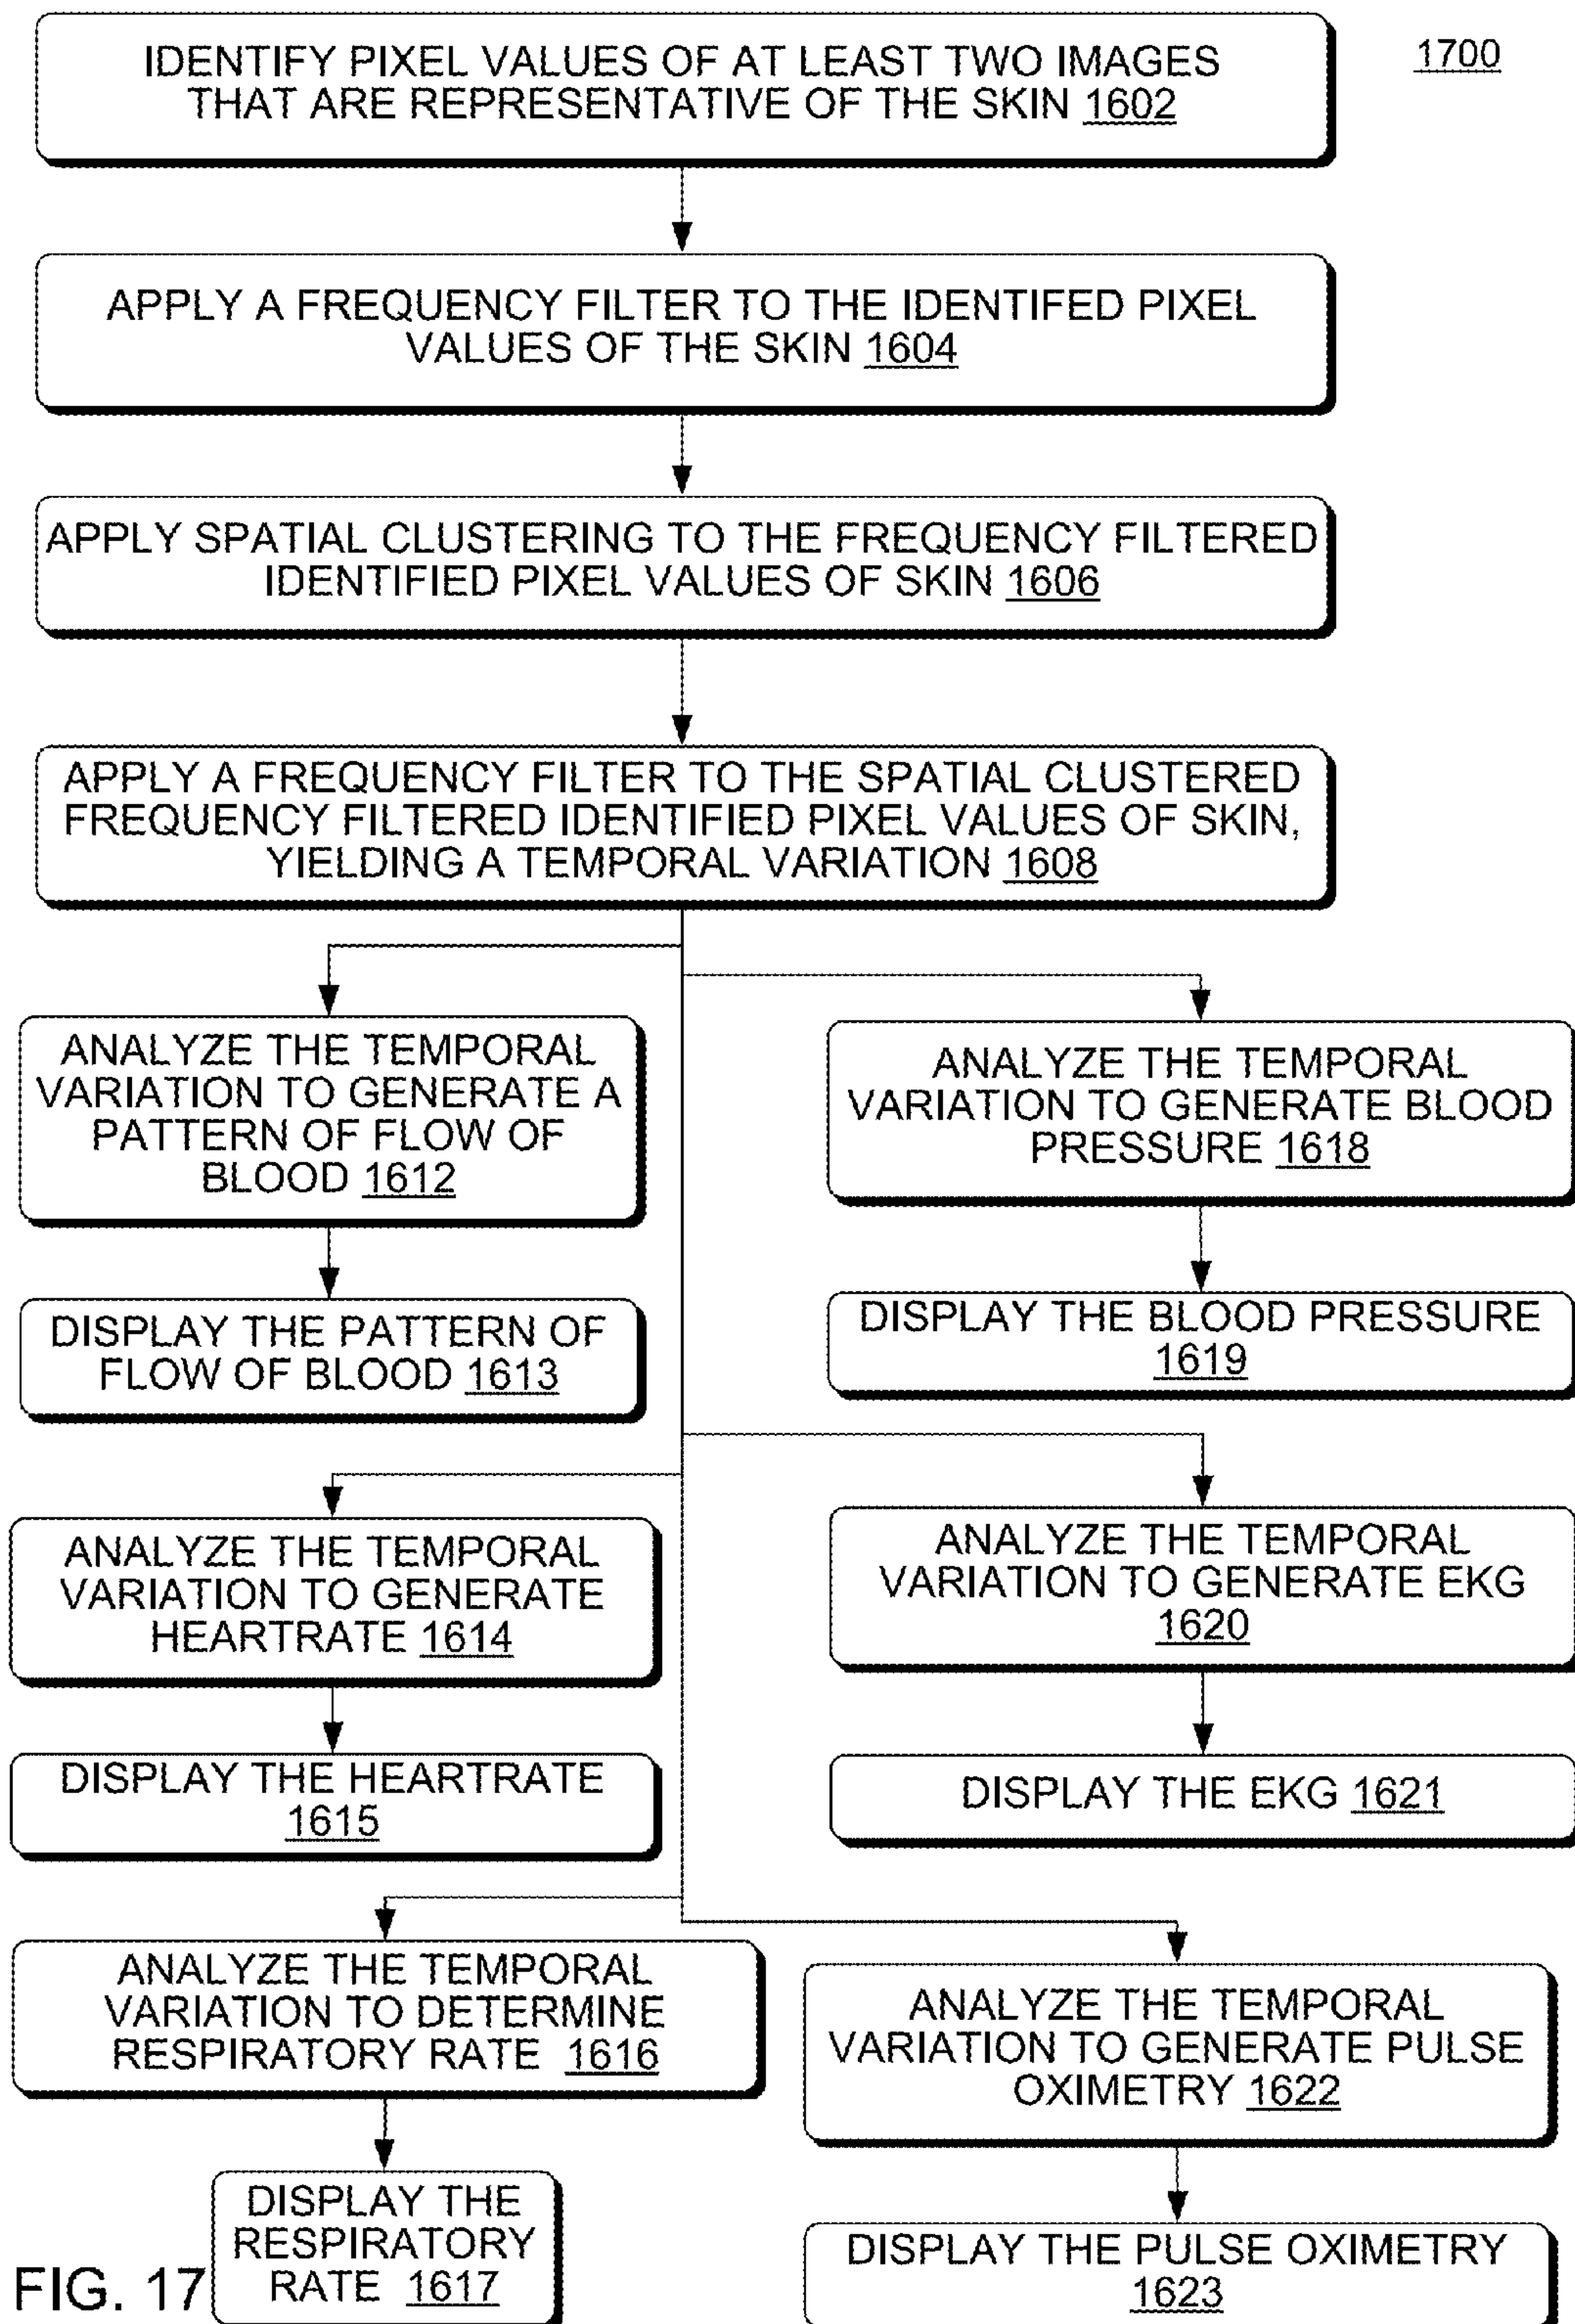 IDENTIFY PIXEL VALUES OF AT LEAST TWO IMAGES
THAT ARE REPRESENTATIVE OF THE SKIN 1602
1700
APPLY A FREQUENCY FILTER TO THE IDENTIFED PIXEL
VALUES OF THE SKIN 1604
APPLY SPATIAL CLUSTERING TO THE FREQUENCY FILTERED
IDENTIFIED PIXEL VALUES OF SKIN 1606
APPLY A FREQUENCY FILTER TO THE SPATIAL CLUSTERED
FREQUENCY FILTERED IDENTIFIED PIXEL VALUES OF SKIN,
YIELDING A TEMPORAL VARIATION 1608
ANALYZE THE TEMPORAL
VARIATION TO GENERATE A
PATTERN OF FLOW OF
BLOOD 1612
ANALYZE THE TEMPORAL
VARIATION TO GENERATE BLOOD
PRESSURE 1618
DISPLAY THE PATTERN OF
FLOW OF BLOOD 1613
DISPLAY THE BLOOD PRESSURE
1619
ANALYZE THE TEMPORAL
VARIATION TO GENERATE
HEARTRATE 1614
ANALYZE THE TEMPORAL
VARIATION TO GENERATE EKG
1620
DISPLAY THE HEARTRATE
1615
DISPLAY THE EKG 1621
ANALYZE THE TEMPORAL
VARIATION TO DETERMINE
RESPIRATORY RATE 1616
ANALYZE THE TEMPORAL
VARIATION TO GENERATE PULSE
OXIMETRY 1622
DISPLAY THE
RESPIRATORY
RATE 1617
DISPLAY THE PULSE OXIMETRY
1623
FIG. 17